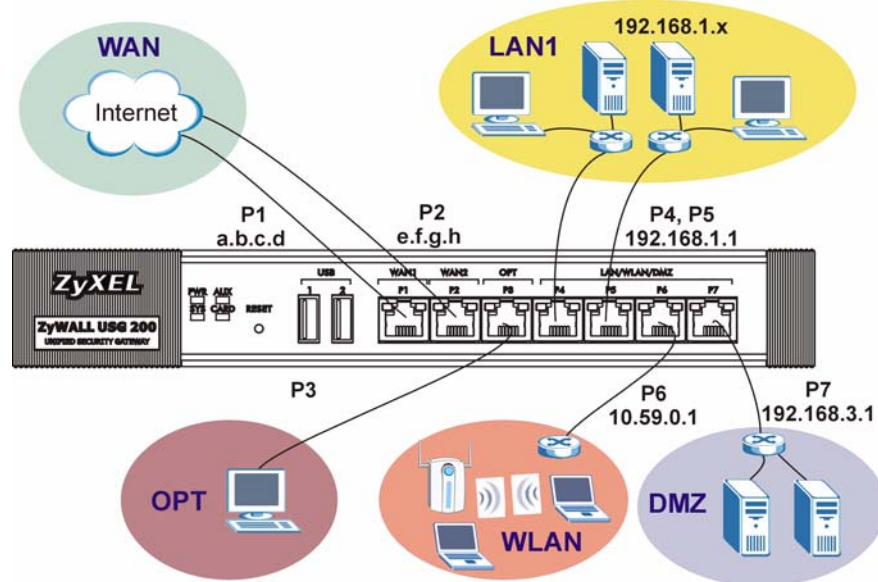 WAN
Internet
LAN1
192.168.1.x
P1
a.b.c.d
P2
e.f.g.h
P4, P5
192.168.1.1
ZyXEL
ZyWALL USG 200
UNIFIED SECURITY GATEWAY
PWR AUX
SYS CARD
RESET
USB
1 2
WAN1 WAN2 OPT LAN/WLAN/DMZ
P1 P2 P3 P4 P5 P6 P7
P3
P6
10.59.0.1
P7
192.168.3.1
OPT
WLAN
DMZ